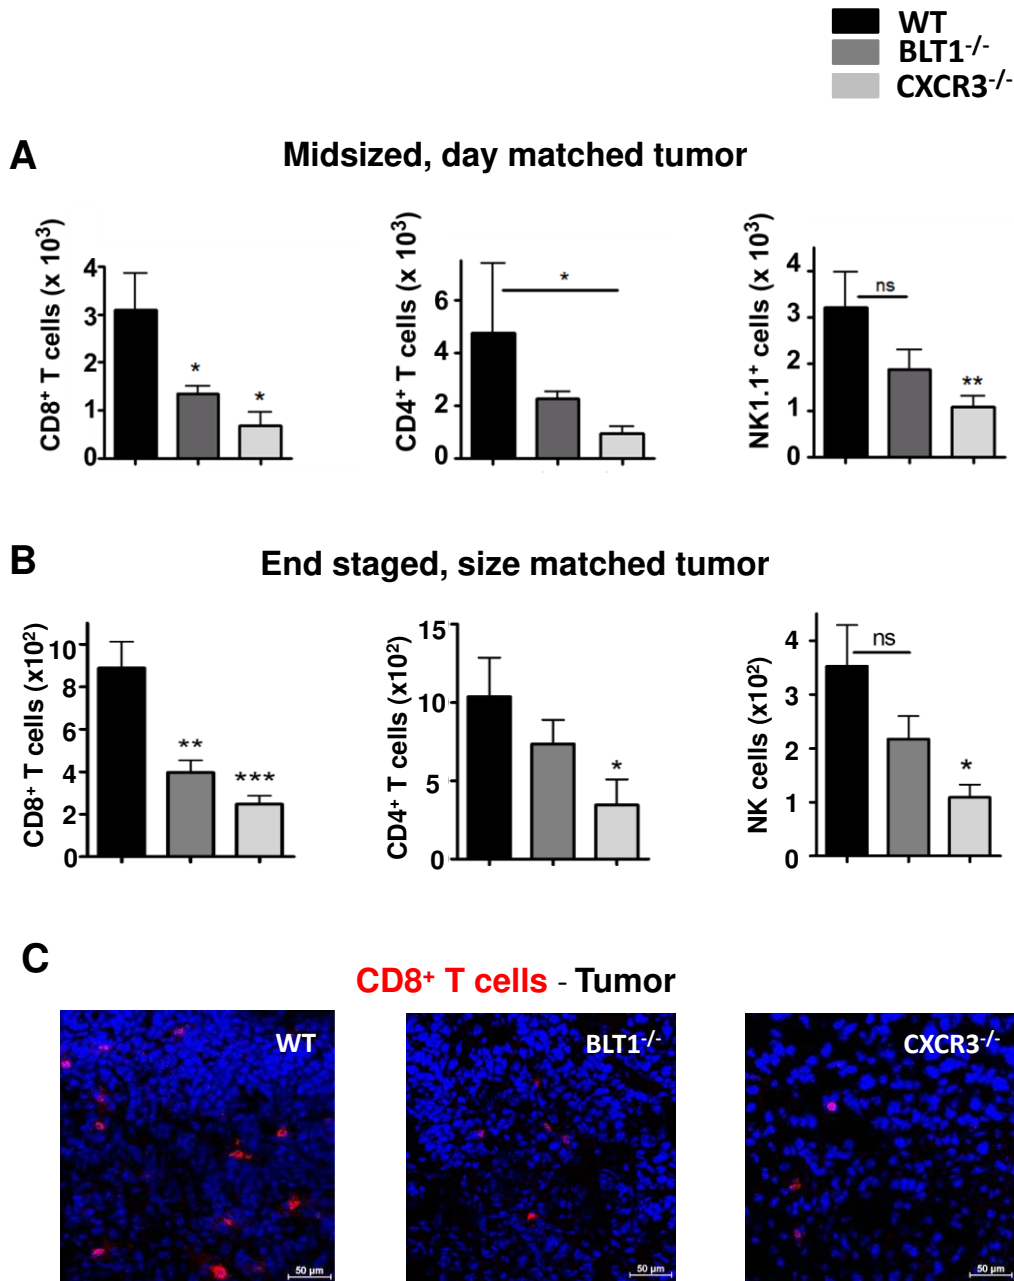 WT
BLT1-/-
CXCR3-/-
A
Midsized, day matched tumor
CD8+ T cells (x 10³)
4
3
2
1
0
*
*
CD4+ T cells (x 10³)
6
4
2
0
*
NK1.1+ cells (x 10³)
4
3
2
1
0
ns
**
B
End staged, size matched tumor
CD8+ T cells (x10²)
10
8
6
4
2
0
**
***
CD4+ T cells (x10²)
15
10
5
0
*
NK cells (x10²)
4
3
2
1
0
ns
*
C
CD8+ T cells - Tumor
WT
50 µm
BLT1-/-
50 µm
CXCR3-/-
50 µm